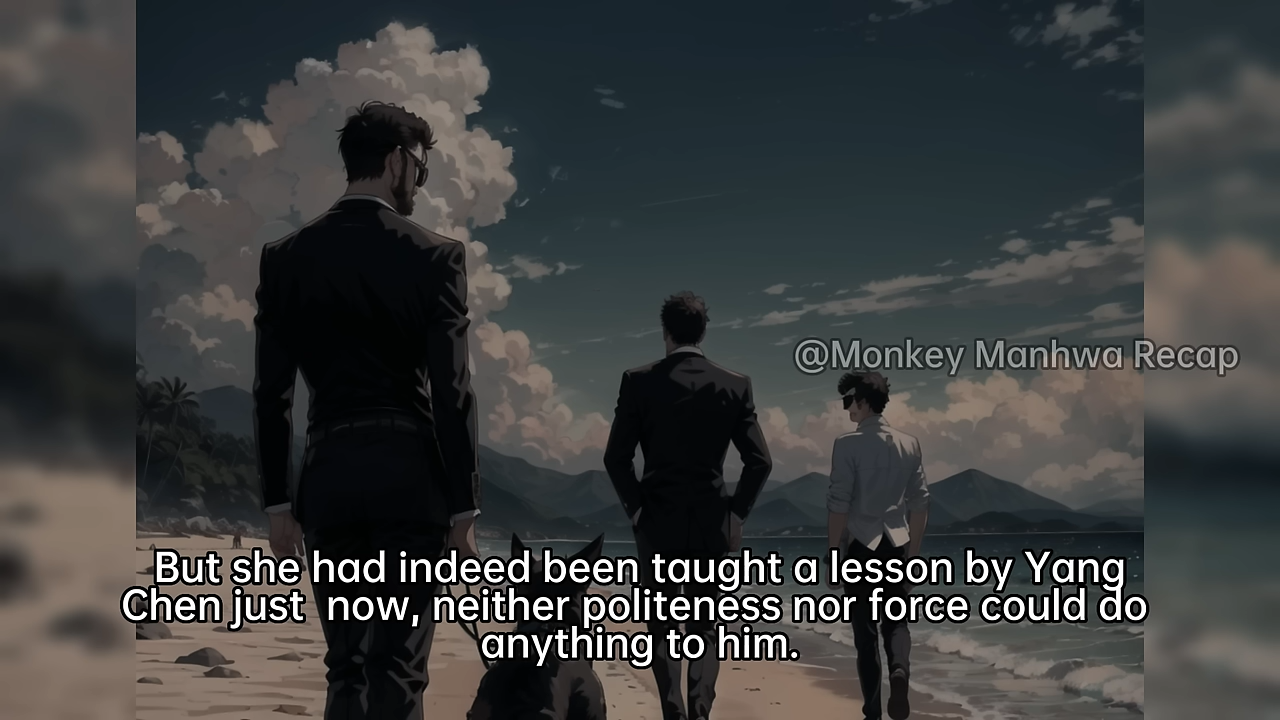 @Monkey Manhwa Recap
But she had indeed been taught a lesson by Yang
Chen just  now, neither politeness nor force could do
anything to him.